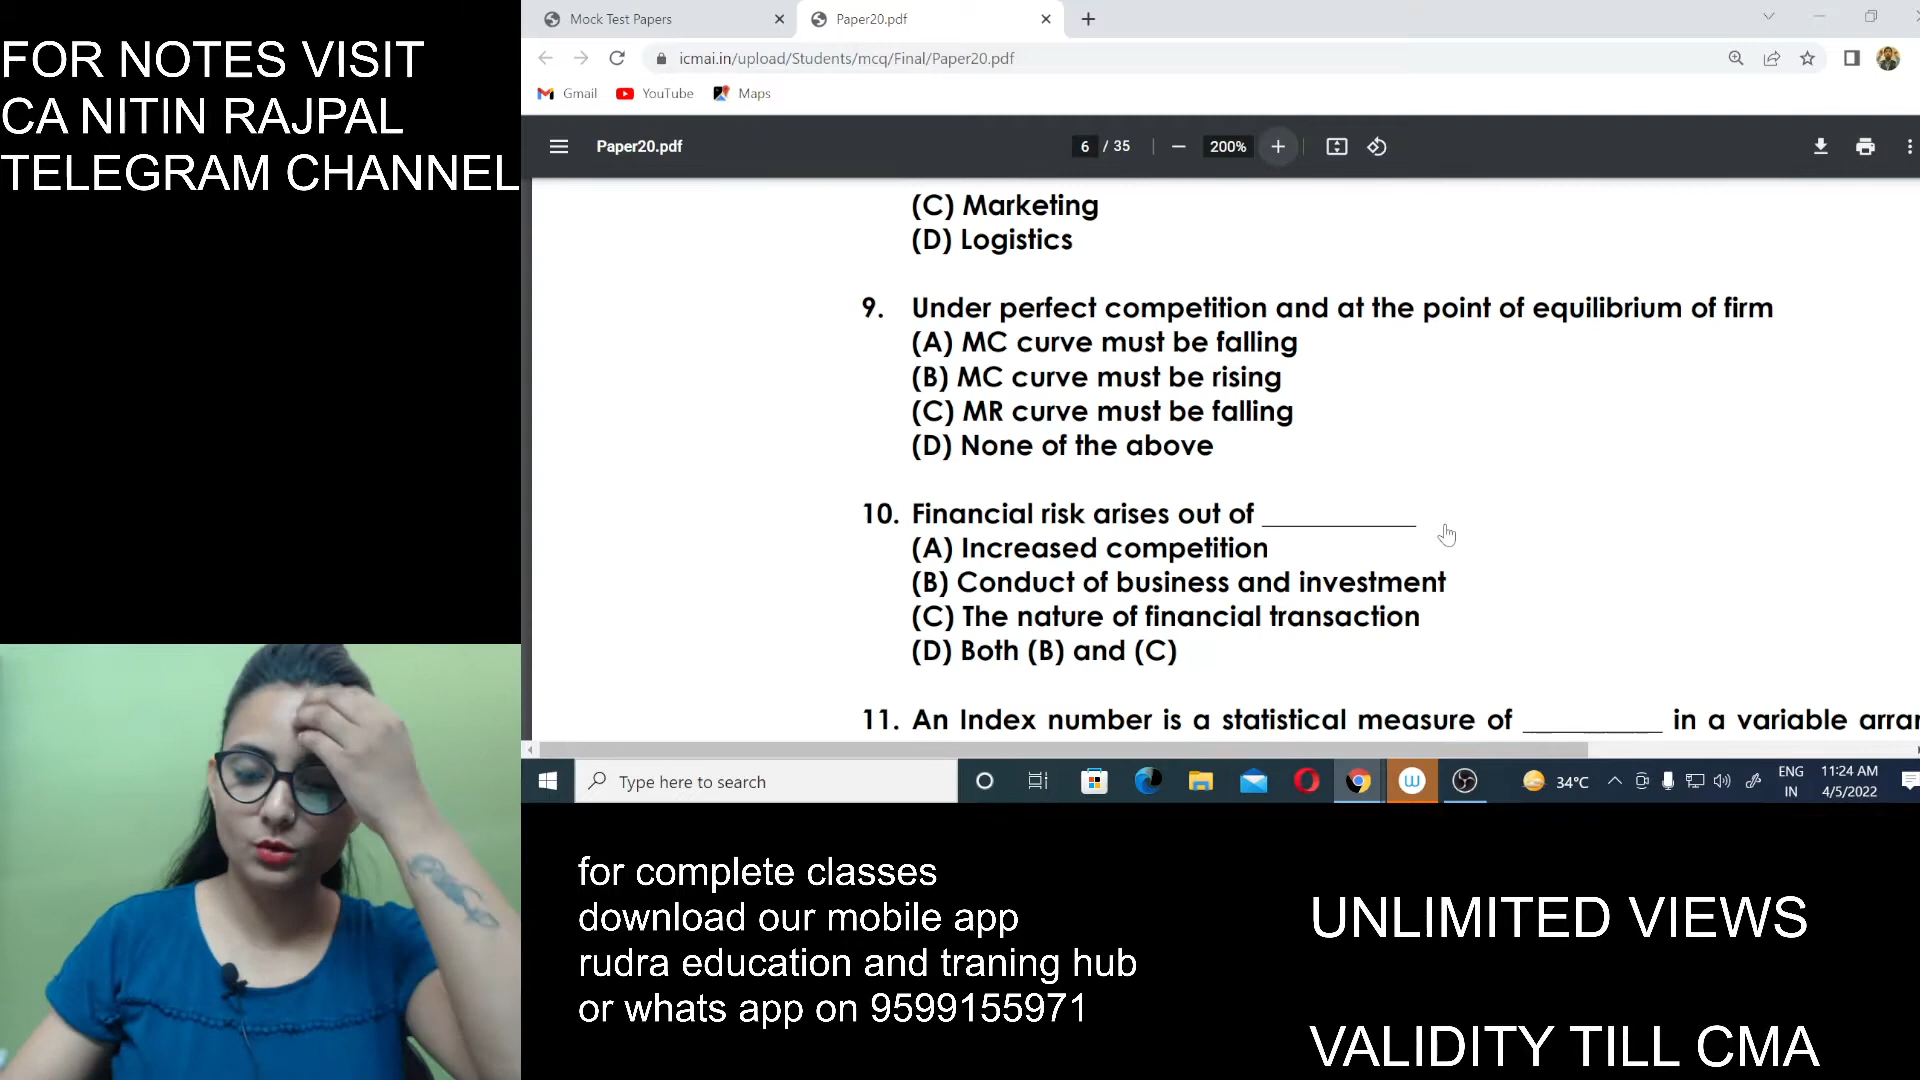 FOR NOTES VISIT
CA NITIN RAJPAL
TELEGRAM CHANNEL
Mock Test Papers
Paper20.pdf
icmai.in/upload/Students/mcq/Final/Paper20.pdf
Gmail
YouTube
Maps
Paper20.pdf
6 / 35
200%
(C) Marketing
(D) Logistics
9. Under perfect competition and at the point of equilibrium of firm
(A) MC curve must be falling
(B) MC curve must be rising
(C) MR curve must be falling
(D) None of the above
10. Financial risk arises out of ___________
(A) Increased competition
(B) Conduct of business and investment
(C) The nature of financial transaction
(D) Both (B) and (C)
11. An Index number is a statistical measure of __________ in a variable arran
Type here to search
34°C
ENG
IN
11:24 AM
4/5/2022
for complete classes
download our mobile app
rudra education and traning hub
or whats app on 9599155971
UNLIMITED VIEWS
VALIDITY TILL CMA